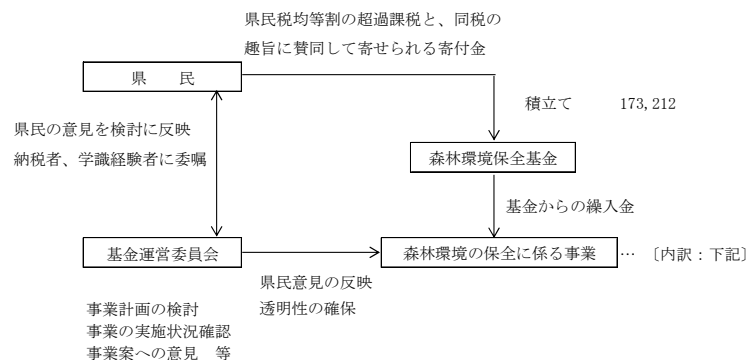 県民税均等割の超過課税と、同税の
趣旨に賛同して寄せられる寄付金
県　　民
積立て　　173,212
県民の意見を検討に反映
納税者、学識経験者に委嘱
森林環境保全基金
基金からの繰入金
基金運営委員会
森林環境の保全に係る事業
… 〔内訳：下記〕
県民意見の反映
透明性の確保
事業計画の検討
事業の実施状況確認
事業案への意見　等